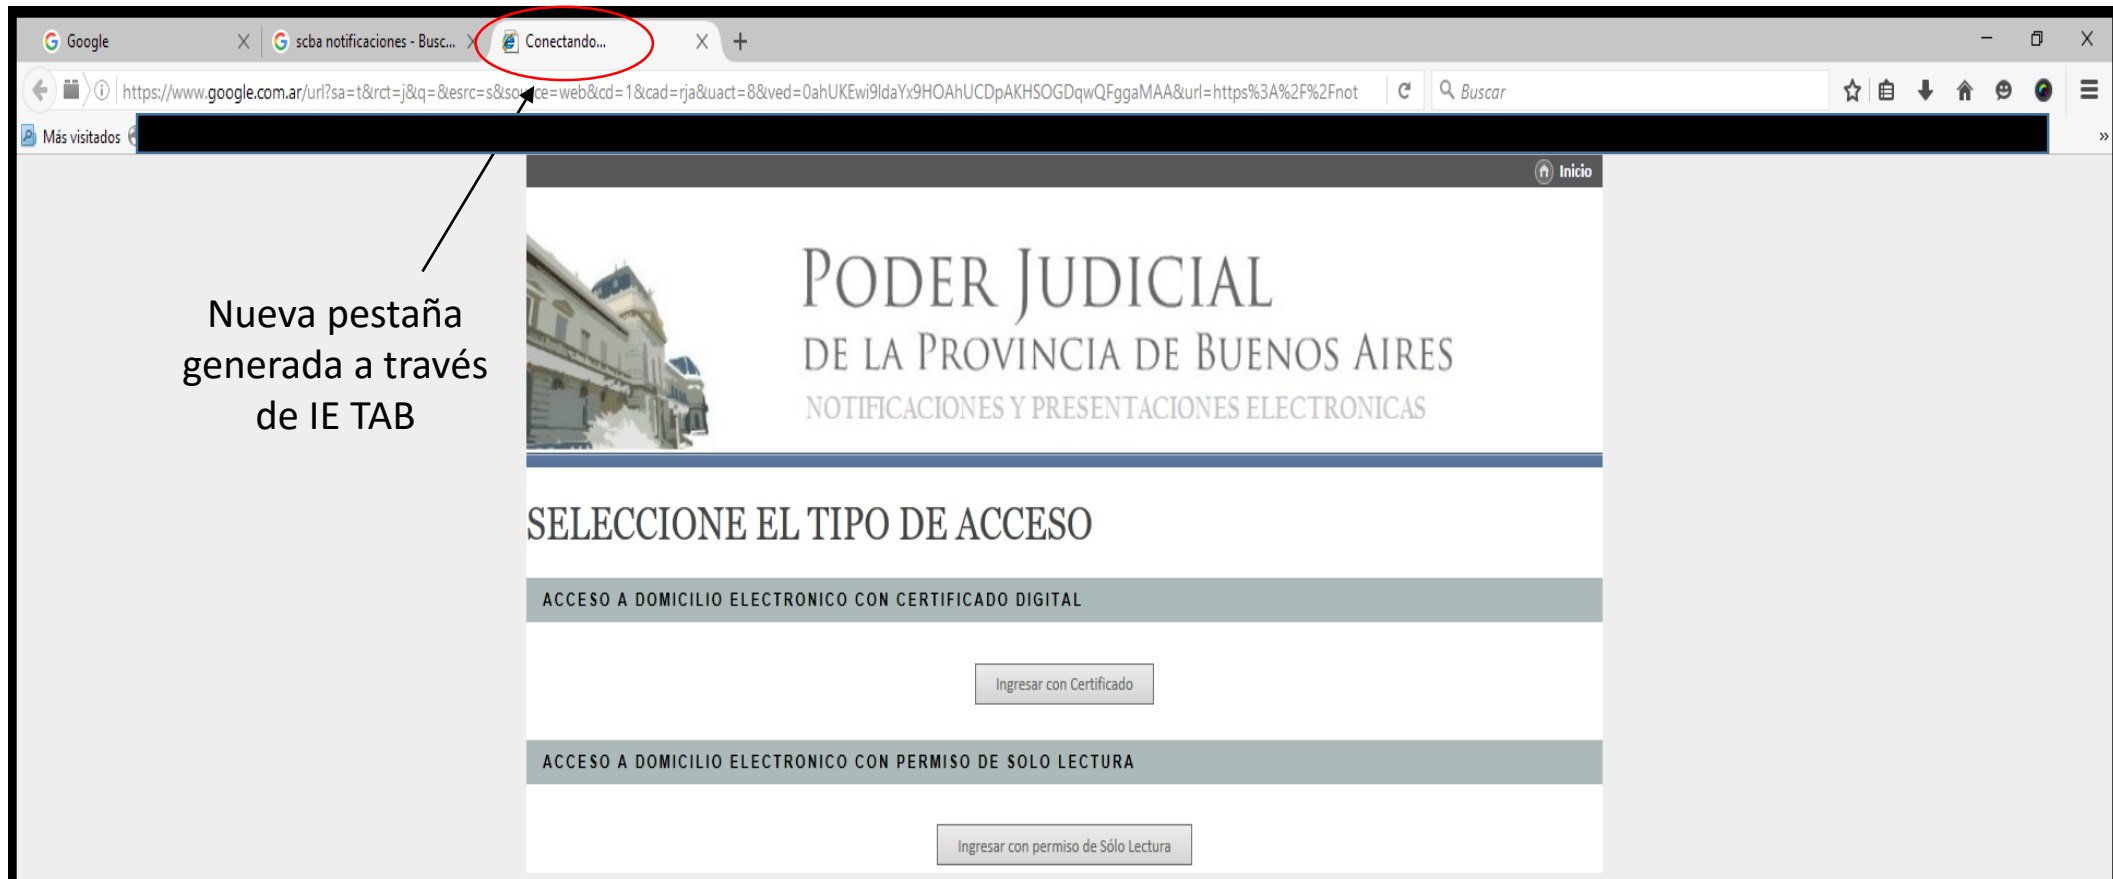 Google
scba notificaciones - Busc...
Conectando...
https://www.google.com.ar/url?sa=t&rct=j&q=&esrc=s&source=web&cd=1&cad=rja&uact=8&ved=0ahUKEwi9IdaYx9HOAhUCDpAKHSOGDqwQFggaMAA&url=https%3A%2F%2Fnot
Buscar
Más visitados
»
Inicio
Nueva pestaña
generada a través
de IE TAB
PODER JUDICIAL
DE LA PROVINCIA DE BUENOS AIRES
NOTIFICACIONES Y PRESENTACIONES ELECTRONICAS
SELECCIONE EL TIPO DE ACCESO
ACCESO A DOMICILIO ELECTRONICO CON CERTIFICADO DIGITAL
Ingresar con Certificado
ACCESO A DOMICILIO ELECTRONICO CON PERMISO DE SOLO LECTURA
Ingresar con permiso de Sólo Lectura